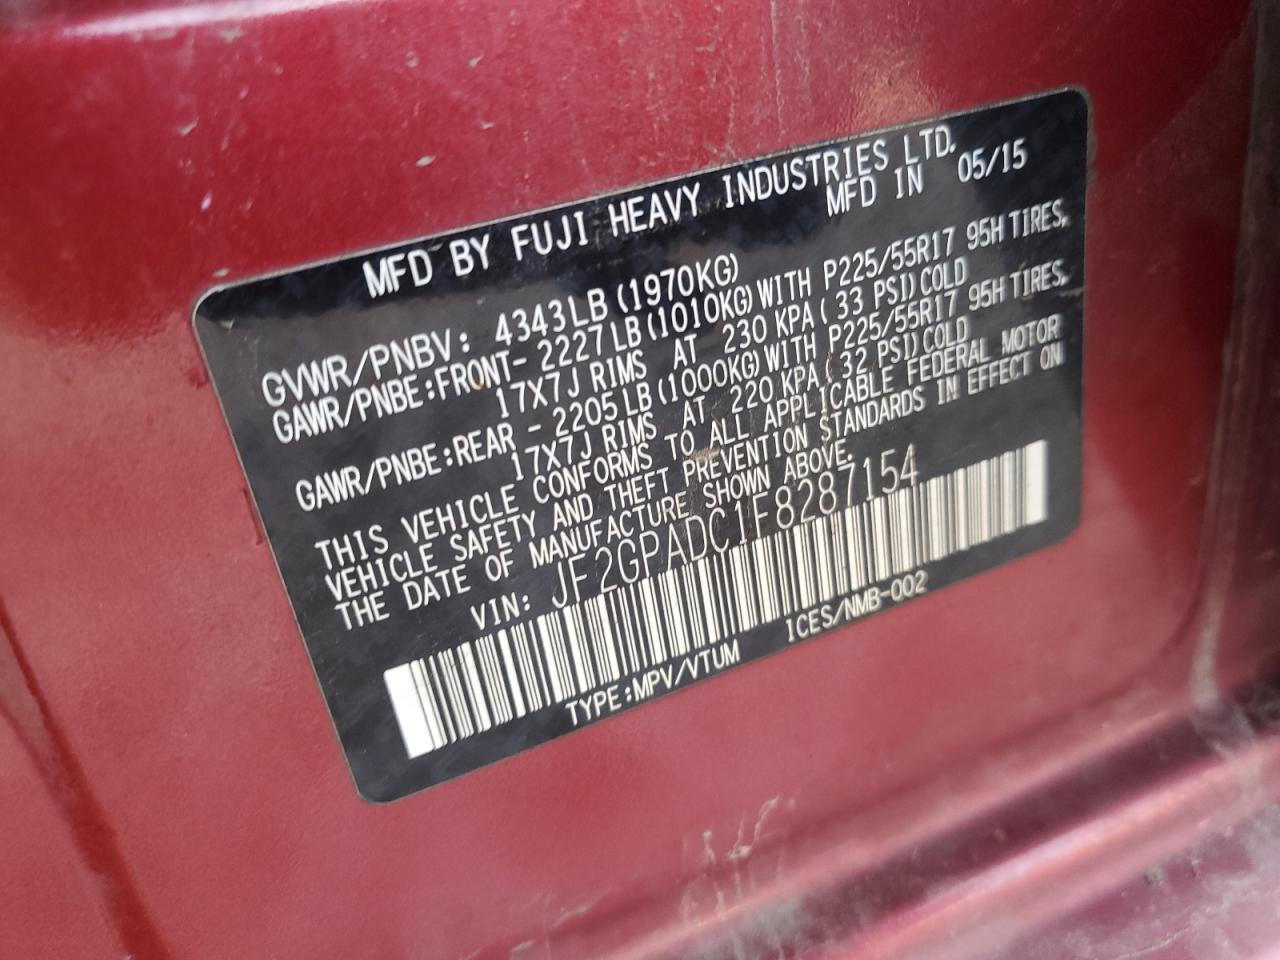 MFD BY FUJI HEAVY INDUSTRIES LTD.
MFD IN 05/15
GVWR/PNBV: 4343LB (1970KG)
GAWR/PNBE:FRONT- 2227LB (1010KG) WITH P225/55R17 95H TIRES,
17X7J RIMS AT 230 KPA ( 33 PSI) COLD
GAWR/PNBE:REAR - 2205LB (1000KG) WITH P225/55R17 95H TIRES,
17X7J RIMS AT 220 KPA ( 32 PSI) COLD
THIS VEHICLE CONFORMS TO ALL APPLICABLE FEDERAL MOTOR
VEHICLE SAFETY AND THEFT PREVENTION STANDARDS IN EFFECT ON
THE DATE OF MANUFACTURE SHOWN ABOVE.
VIN: JF2GPADC1F8287154
TYPE:MPV/VTUM ICES/NMB-002